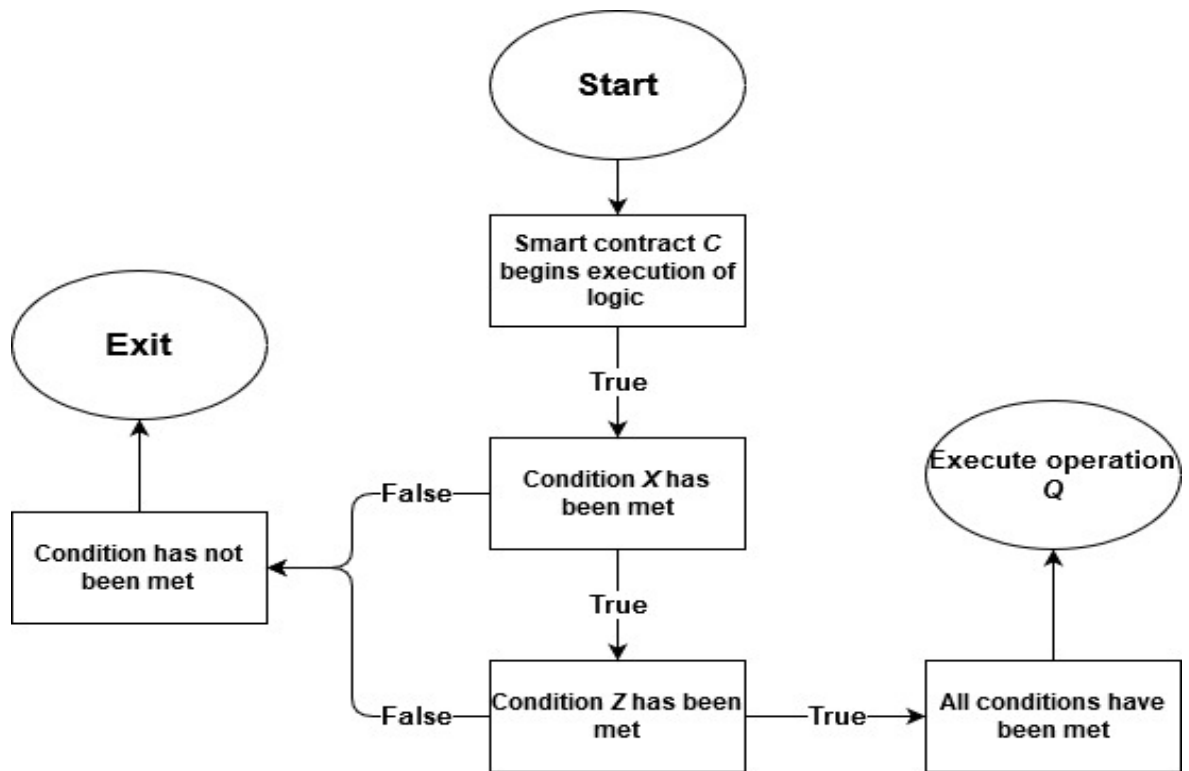 Start
Smart contract C
begins execution of
logic
True
Exit
Condition X has
been met
False
Condition has not
been met
True
Condition Z has been
met
False
True
All conditions have
been met
Execute operation
Q